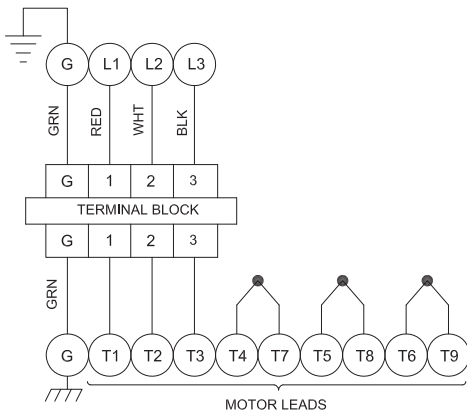 G L1 L2 L3
GRN RED WHT BLK
G 1 2 3
TERMINAL BLOCK
G 1 2 3
GRN
G T1 T2 T3 T4 T7 T5 T8 T6 T9
MOTOR LEADS